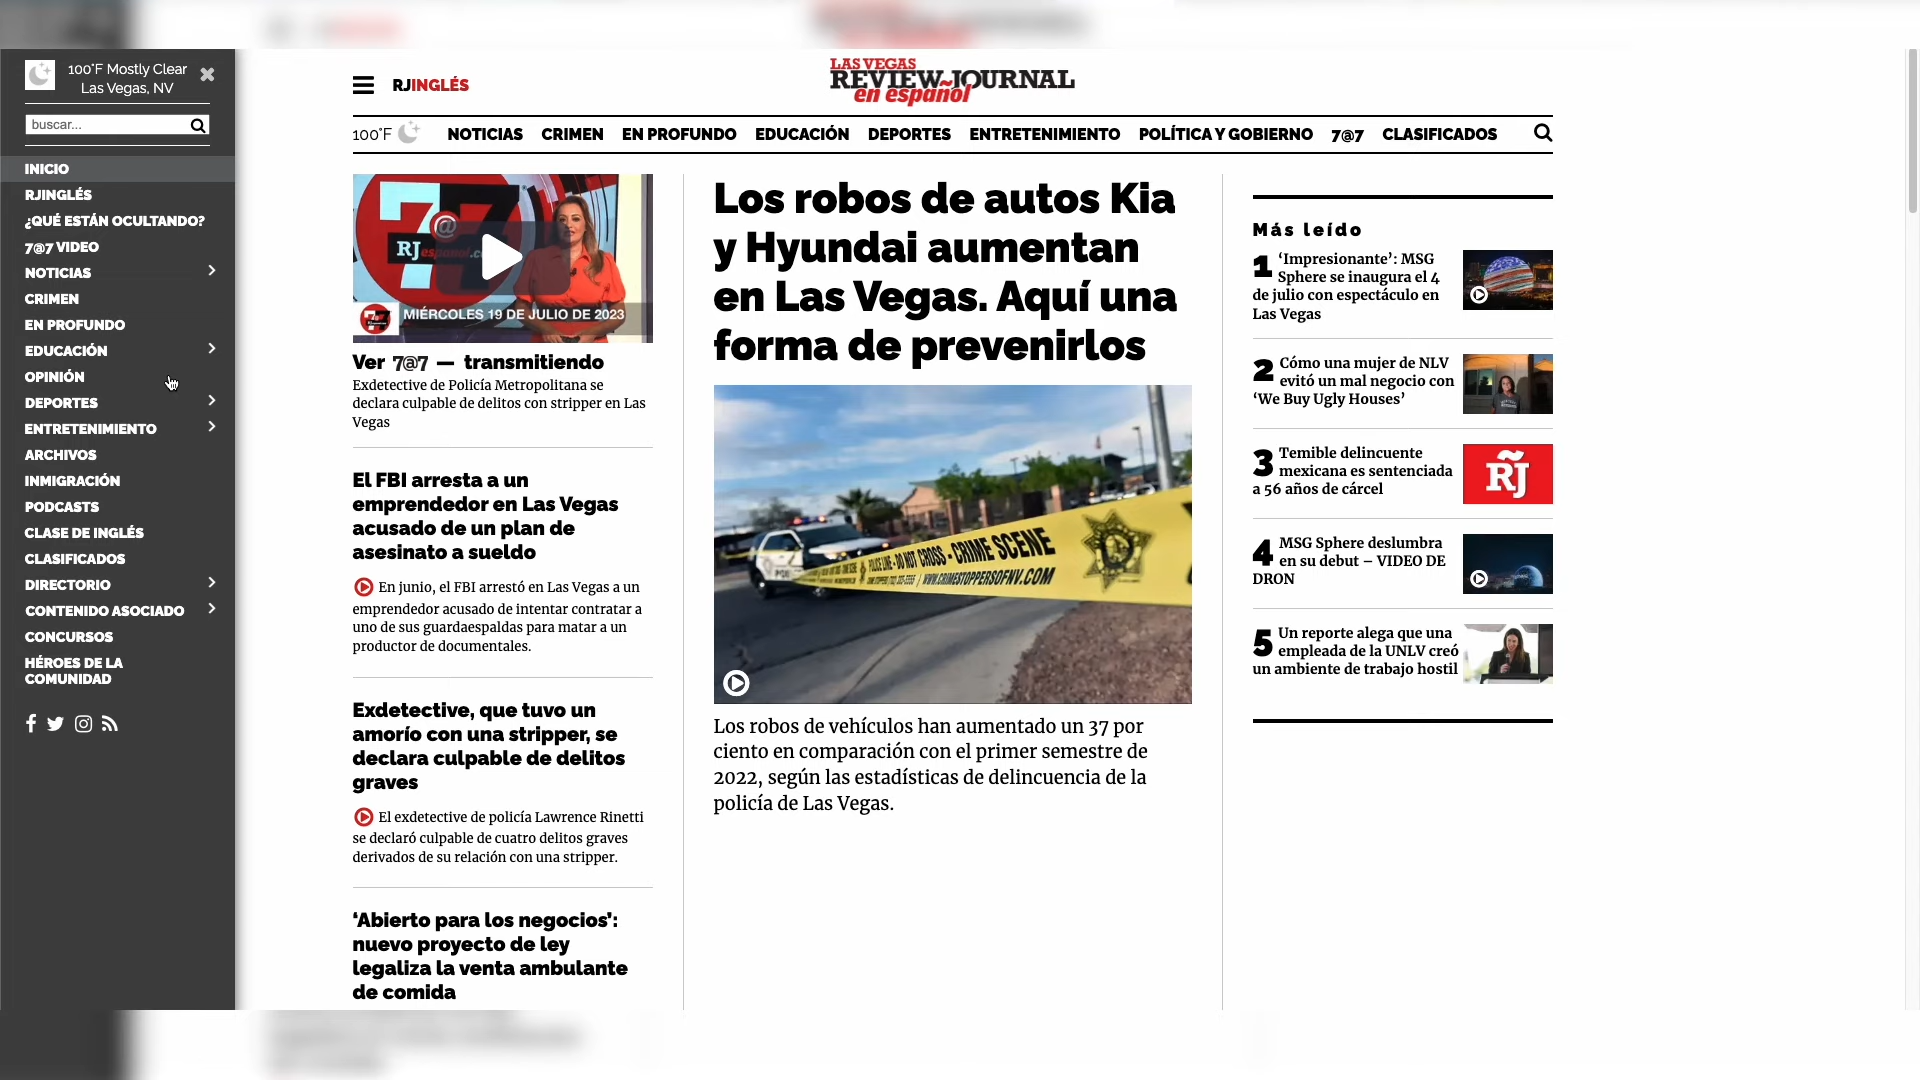 100°F Mostly Clear
Las Vegas, NV
buscar...
INICIO
RJINGLÉS
¿QUÉ ESTÁN OCULTANDO?
7@7 VIDEO
NOTICIAS
CRIMEN
EN PROFUNDO
EDUCACIÓN
OPINIÓN
DEPORTES
ENTRETENIMIENTO
ARCHIVOS
INMIGRACIÓN
PODCASTS
CLASE DE INGLÉS
CLASIFICADOS
DIRECTORIO
CONTENIDO ASOCIADO
CONCURSOS
HÉROES DE LA
COMUNIDAD
RJINGLÉS
LAS VEGAS
REVIEW-JOURNAL
en español
100°F NOTICIAS CRIMEN EN PROFUNDO EDUCACIÓN DEPORTES ENTRETENIMIENTO POLÍTICA Y GOBIERNO 7@7 CLASIFICADOS
7@7
RJespanol.c
7@7 MIÉRCOLES 19 DE JULIO DE 2023
Ver 7@7 — transmitiendo
Exdetective de Policía Metropolitana se
declara culpable de delitos con stripper en Las
Vegas
El FBI arresta a un
emprendedor en Las Vegas
acusado de un plan de
asesinato a sueldo
En junio, el FBI arrestó en Las Vegas a un
emprendedor acusado de intentar contratar a
uno de sus guardaespaldas para matar a un
productor de documentales.
Exdetective, que tuvo un
amorío con una stripper, se
declara culpable de delitos
graves
El exdetective de policía Lawrence Rinetti
se declaró culpable de cuatro delitos graves
derivados de su relación con una stripper.
‘Abierto para los negocios’:
nuevo proyecto de ley
legaliza la venta ambulante
de comida
Los robos de autos Kia
y Hyundai aumentan
en Las Vegas. Aquí una
forma de prevenirlos
POLICE LINE - DO NOT CROSS - CRIME SCENE
WWW.CRIMESTOPPERSOFNV.COM
Los robos de vehículos han aumentado un 37 por
ciento en comparación con el primer semestre de
2022, según las estadísticas de delincuencia de la
policía de Las Vegas.
Más leído
1 ‘Impresionante’: MSG
Sphere se inaugura el 4
de julio con espectáculo en
Las Vegas
2 Cómo una mujer de NLV
evitó un mal negocio con
‘We Buy Ugly Houses’
3 Temible delincuente
mexicana es sentenciada
a 56 años de cárcel
RJ̃
4 MSG Sphere deslumbra
en su debut – VIDEO DE
DRON
5 Un reporte alega que una
empleada de la UNLV creó
un ambiente de trabajo hostil